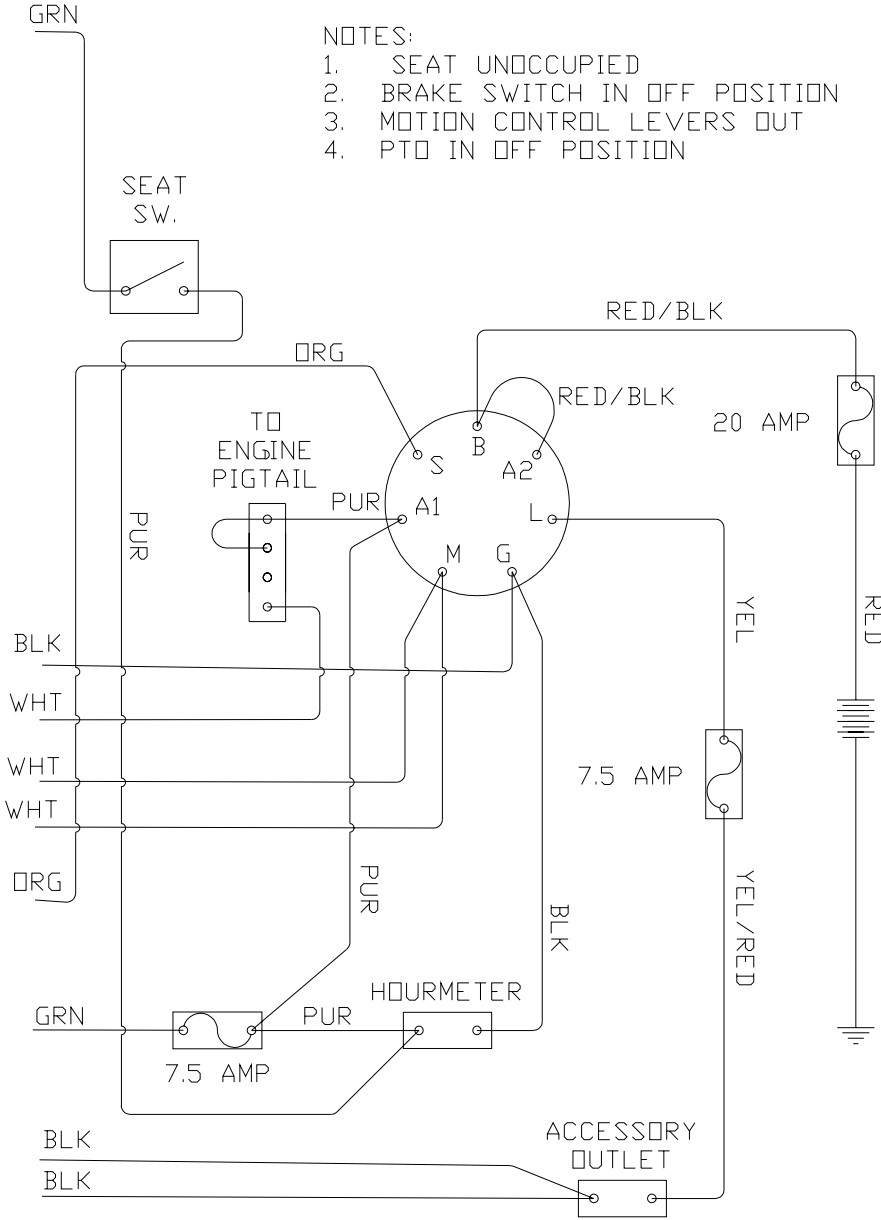 GRN
NOTES:
1. SEAT UNOCCUPIED
2. BRAKE SWITCH IN OFF POSITION
3. MOTION CONTROL LEVERS OUT
4. PTO IN OFF POSITION
SEAT
SW.
RED/BLK
ORG
RED/BLK
20 AMP
TO
ENGINE
PIGTAIL
B
S
A2
PUR
A1
L
PUR
M
G
YEL
RED
BLK
WHT
WHT
7.5 AMP
WHT
ORG
PUR
YEL/RED
BLK
HOURMETER
GRN
PUR
7.5 AMP
BLK
ACCESSORY
OUTLET
BLK